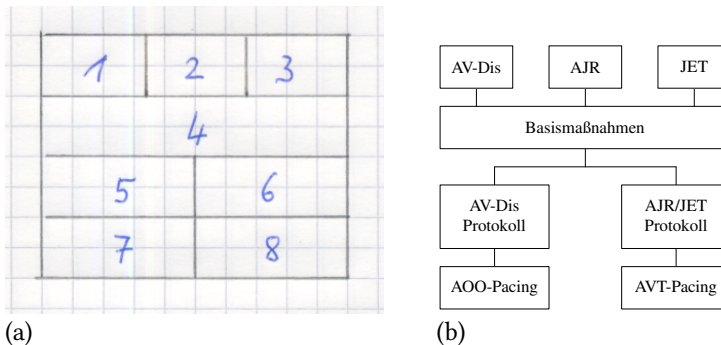 1 2 3
4
5 6
7 8
(a)
AV-Dis AJR JET
Basismaßnahmen
AV-Dis AJR/JET
Protokoll Protokoll
AOO-Pacing AVT-Pacing
(b)